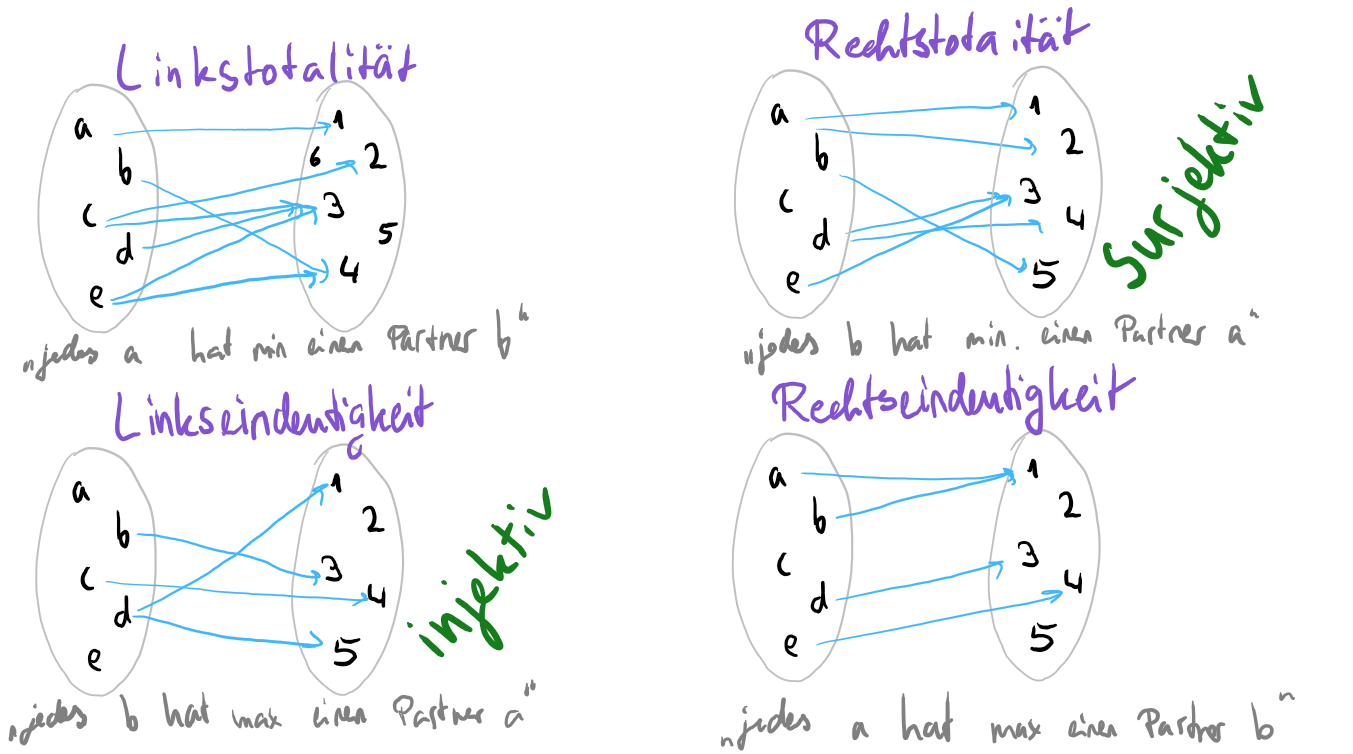 Linkstotalität
a
b
c
d
e
1
6 2
3
5
4
„jedes a hat min einen Partner b“
Rechtstotalität
a
b
c
d
e
1
2
3
4
5
surjektiv
„jedes b hat min. einen Partner a“
Linkseindeutigkeit
a
b
c
d
e
1
2
3
4
5
injektiv
„jedes b hat max einen Partner a“
Rechtseindeutigkeit
a
b
c
d
e
1
2
3
4
5
„jedes a hat max einen Partner b“